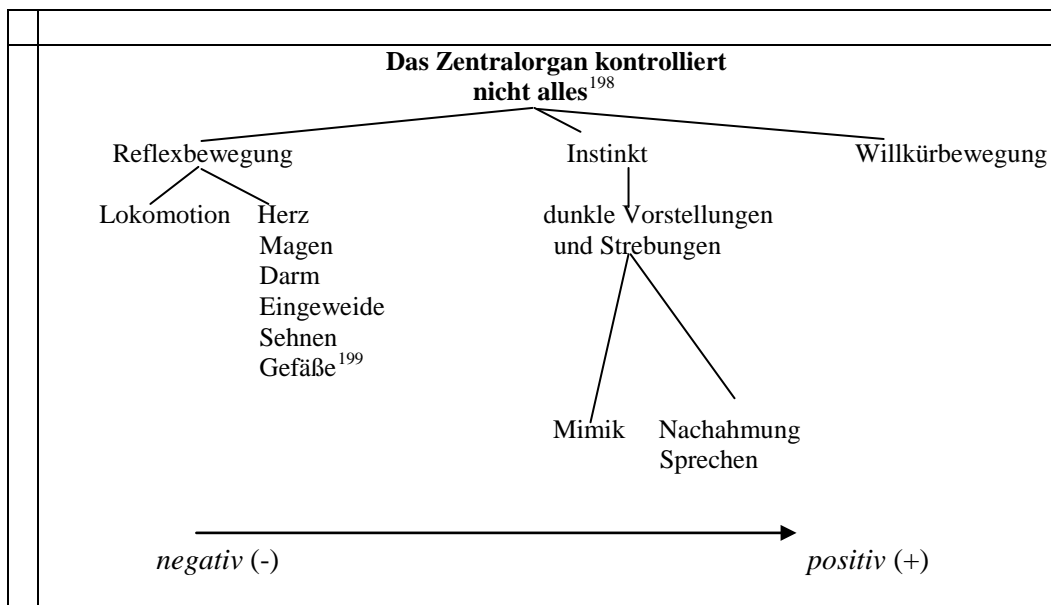 Das Zentralorgan kontrolliert
nicht alles198
Reflexbewegung Instinkt Willkürbewegung
Lokomotion Herz dunkle Vorstellungen
Magen und Strebungen
Darm
Eingeweide
Sehnen
Gefäße199
Mimik Nachahmung
Sprechen
negativ (-) positiv (+)